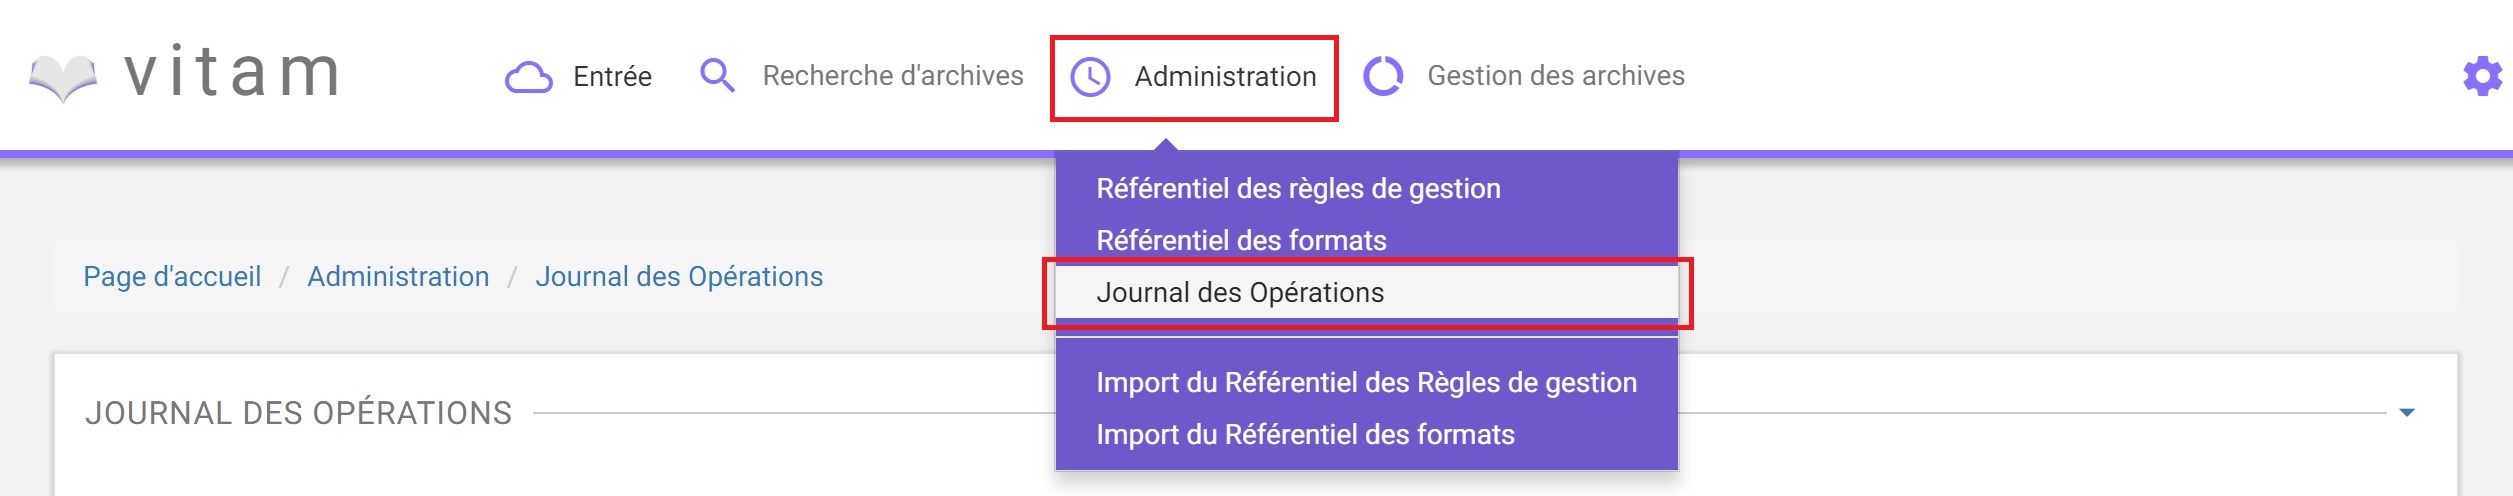 vitam
Entrée
Recherche d'archives
Administration
Gestion des archives
Référentiel des règles de gestion
Référentiel des formats
Journal des Opérations
Import du Référentiel des Règles de gestion
Import du Référentiel des formats
Page d'accueil / Administration / Journal des Opérations
JOURNAL DES OPÉRATIONS